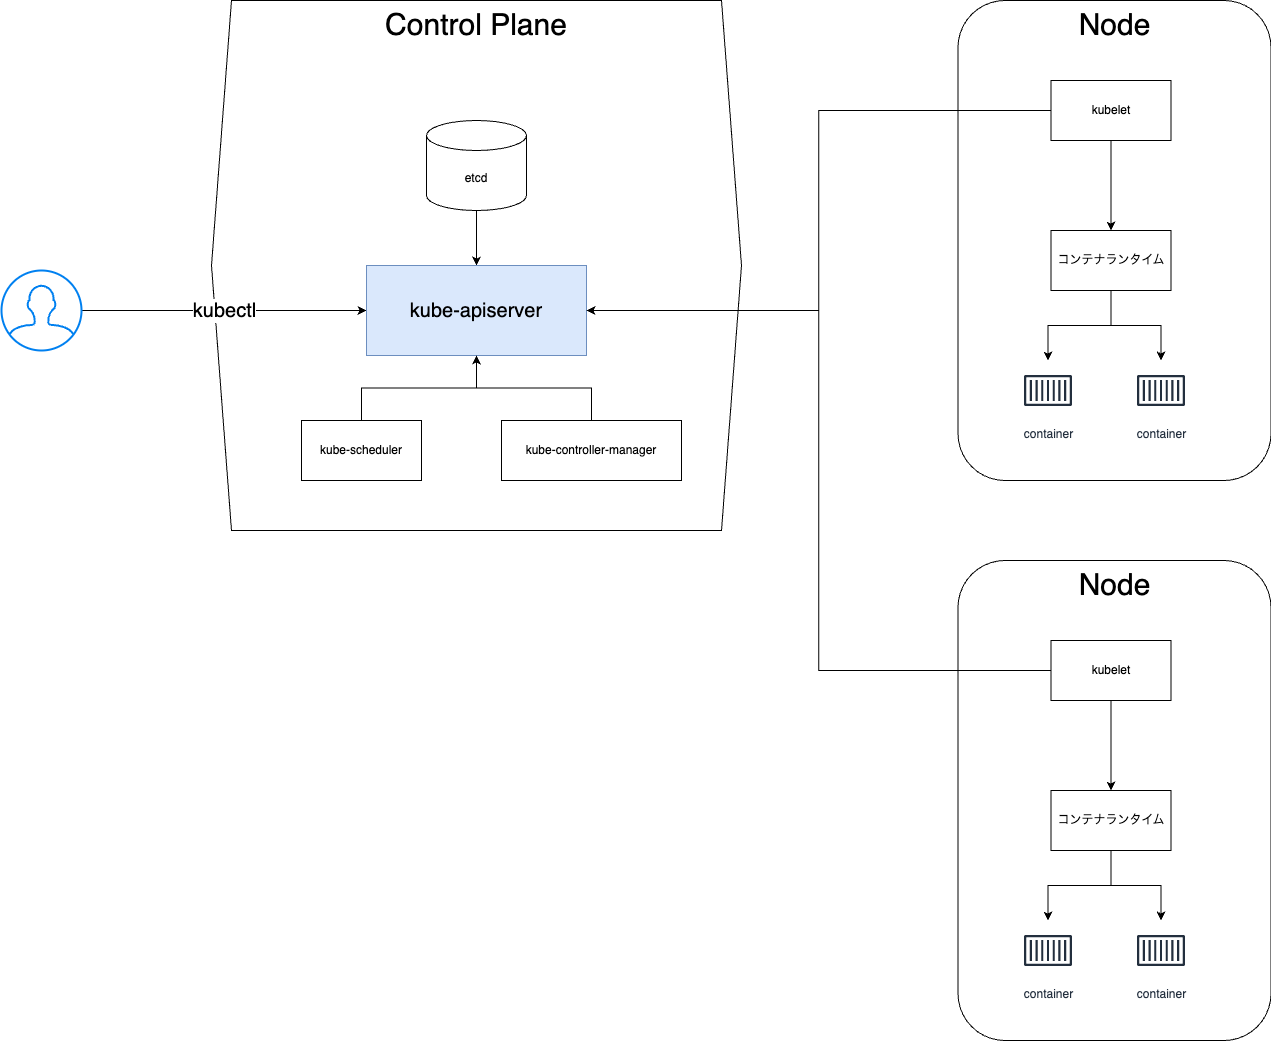 Control Plane
etcd
kubectl
kube-apiserver
kube-scheduler
kube-controller-manager
Node
kubelet
コンテナランタイム
container
container
Node
kubelet
コンテナランタイム
container
container